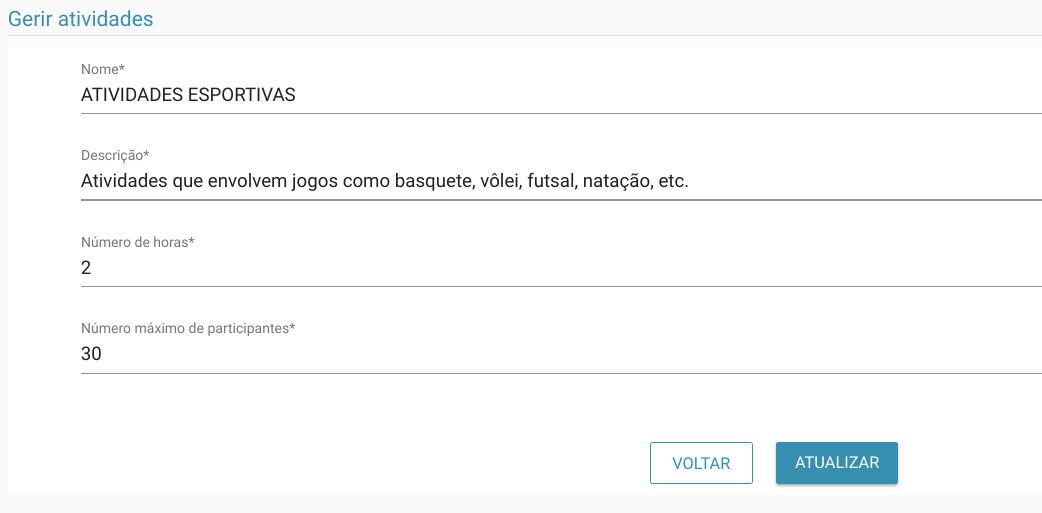 Gerir atividades
Nome*
ATIVIDADES ESPORTIVAS
Descrição*
Atividades que envolvem jogos como basquete, vôlei, futsal, natação, etc.
Número de horas*
2
Número máximo de participantes*
30
VOLTAR
ATUALIZAR